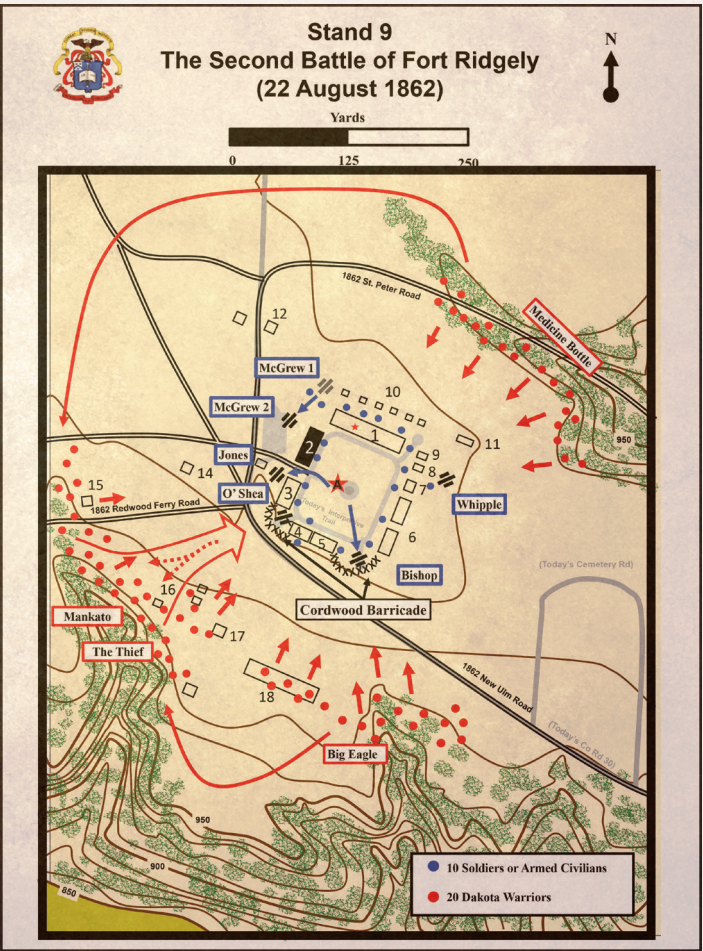 Stand 9
The Second Battle of Fort Ridgely
(22 August 1862)
N
Yards
0 125 250
1862 St. Peter Road
12
Medicine Bottle
McGrew 1
10
McGrew 2
1
2
11
950
Jones
9
14
8
A
15
O' Shea
3
7
Whipple
1862 Redwood Ferry Road
Today's Interpretive
Trail
4
5
6
(Today's Cemetery Rd)
Bishop
16
Cordwood Barricade
Mankato
17
The Thief
1862 New Ulm Road
18
(Today's Co Rd 30)
Big Eagle
950
900
850
10 Soldiers or Armed Civilians
20 Dakota Warriors